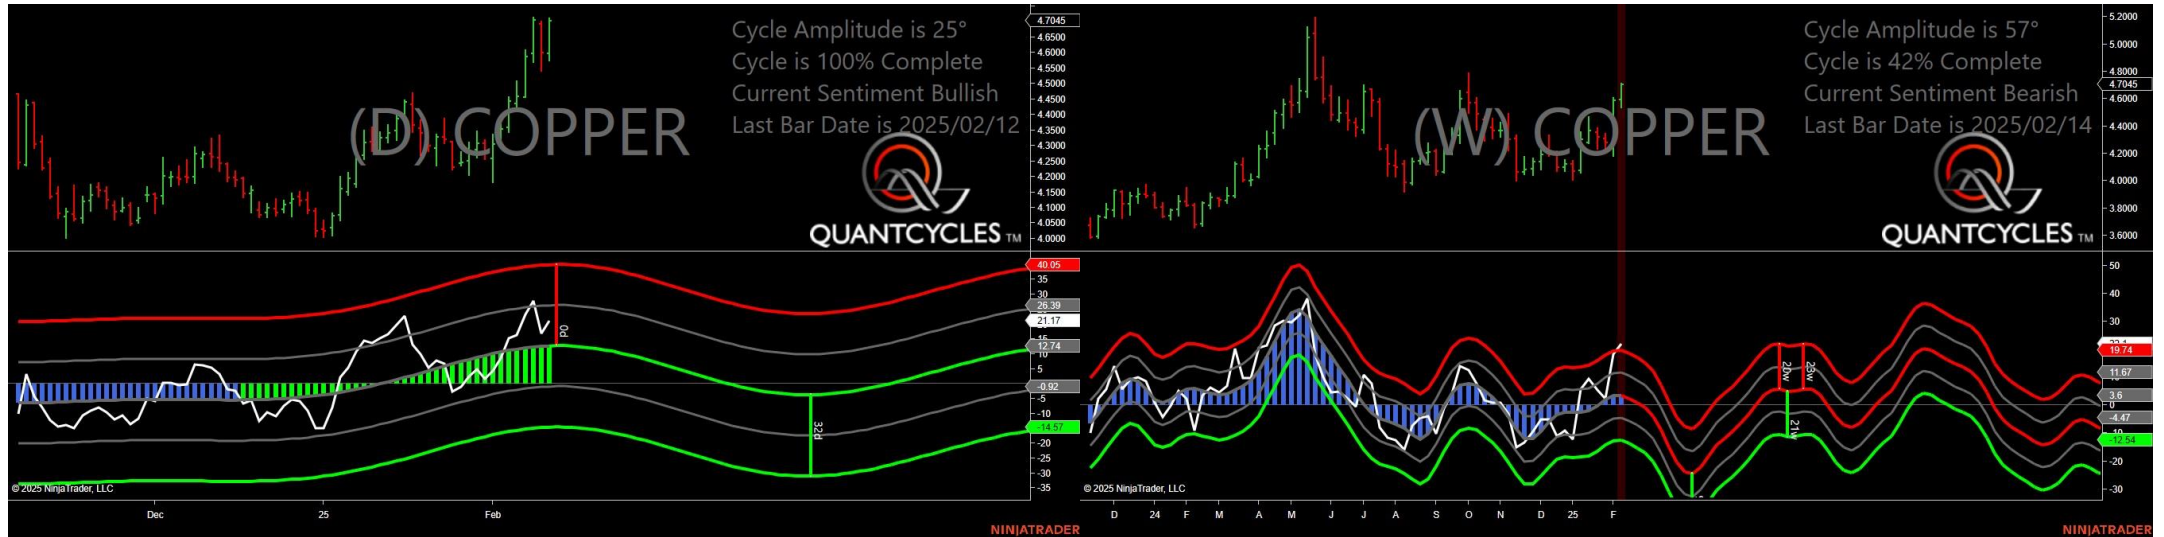 (D) COPPER
Cycle Amplitude is 25°
Cycle is 100% Complete
Current Sentiment Bullish
Last Bar Date is 2025/02/12
QUANTCYCLES TM
4.7045
4.6500
4.6000
4.5500
4.5000
4.4500
4.4000
4.3500
4.3000
4.2500
4.2000
4.1500
4.1000
4.0500
4.0000
40.05
35
30
26.39
21.17
15
12.74
10
5
-0.92
-5
-10
-14.57
-20
-25
-30
-35
0d
32d
© 2025 NinjaTrader, LLC
Dec
25
Feb
NINJATRADER
(W) COPPER
Cycle Amplitude is 57°
Cycle is 42% Complete
Current Sentiment Bearish
Last Bar Date is 2025/02/14
QUANTCYCLES TM
5.2000
5.0000
4.8000
4.7045
4.6000
4.4000
4.2000
4.0000
3.8000
3.6000
50
40
30
19.74
11.67
3.6
0
-4.47
-12.54
-20
-30
20w
23w
21w
© 2025 NinjaTrader, LLC
D
24
F
M
A
M
J
J
A
S
O
N
D
25
F
NINJATRADER